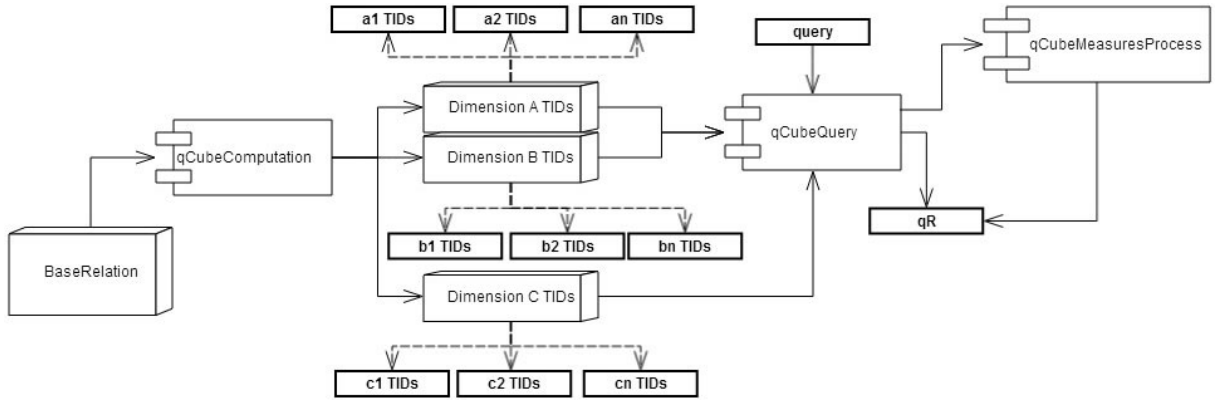 a1 TIDs
a2 TIDs
an TIDs
query
qCubeMeasuresProcess
Dimension A TIDs
qCubeQuery
qCubeComputation
Dimension B TIDs
b1 TIDs
b2 TIDs
bn TIDs
qR
BaseRelation
Dimension C TIDs
c1 TIDs
c2 TIDs
cn TIDs